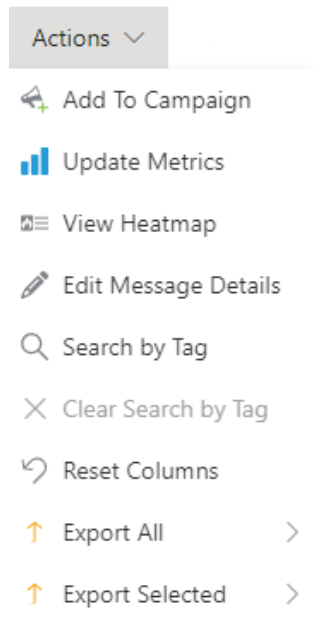 Actions
Add To Campaign
Update Metrics
View Heatmap
Edit Message Details
Search by Tag
Clear Search by Tag
Reset Columns
Export All
Export Selected